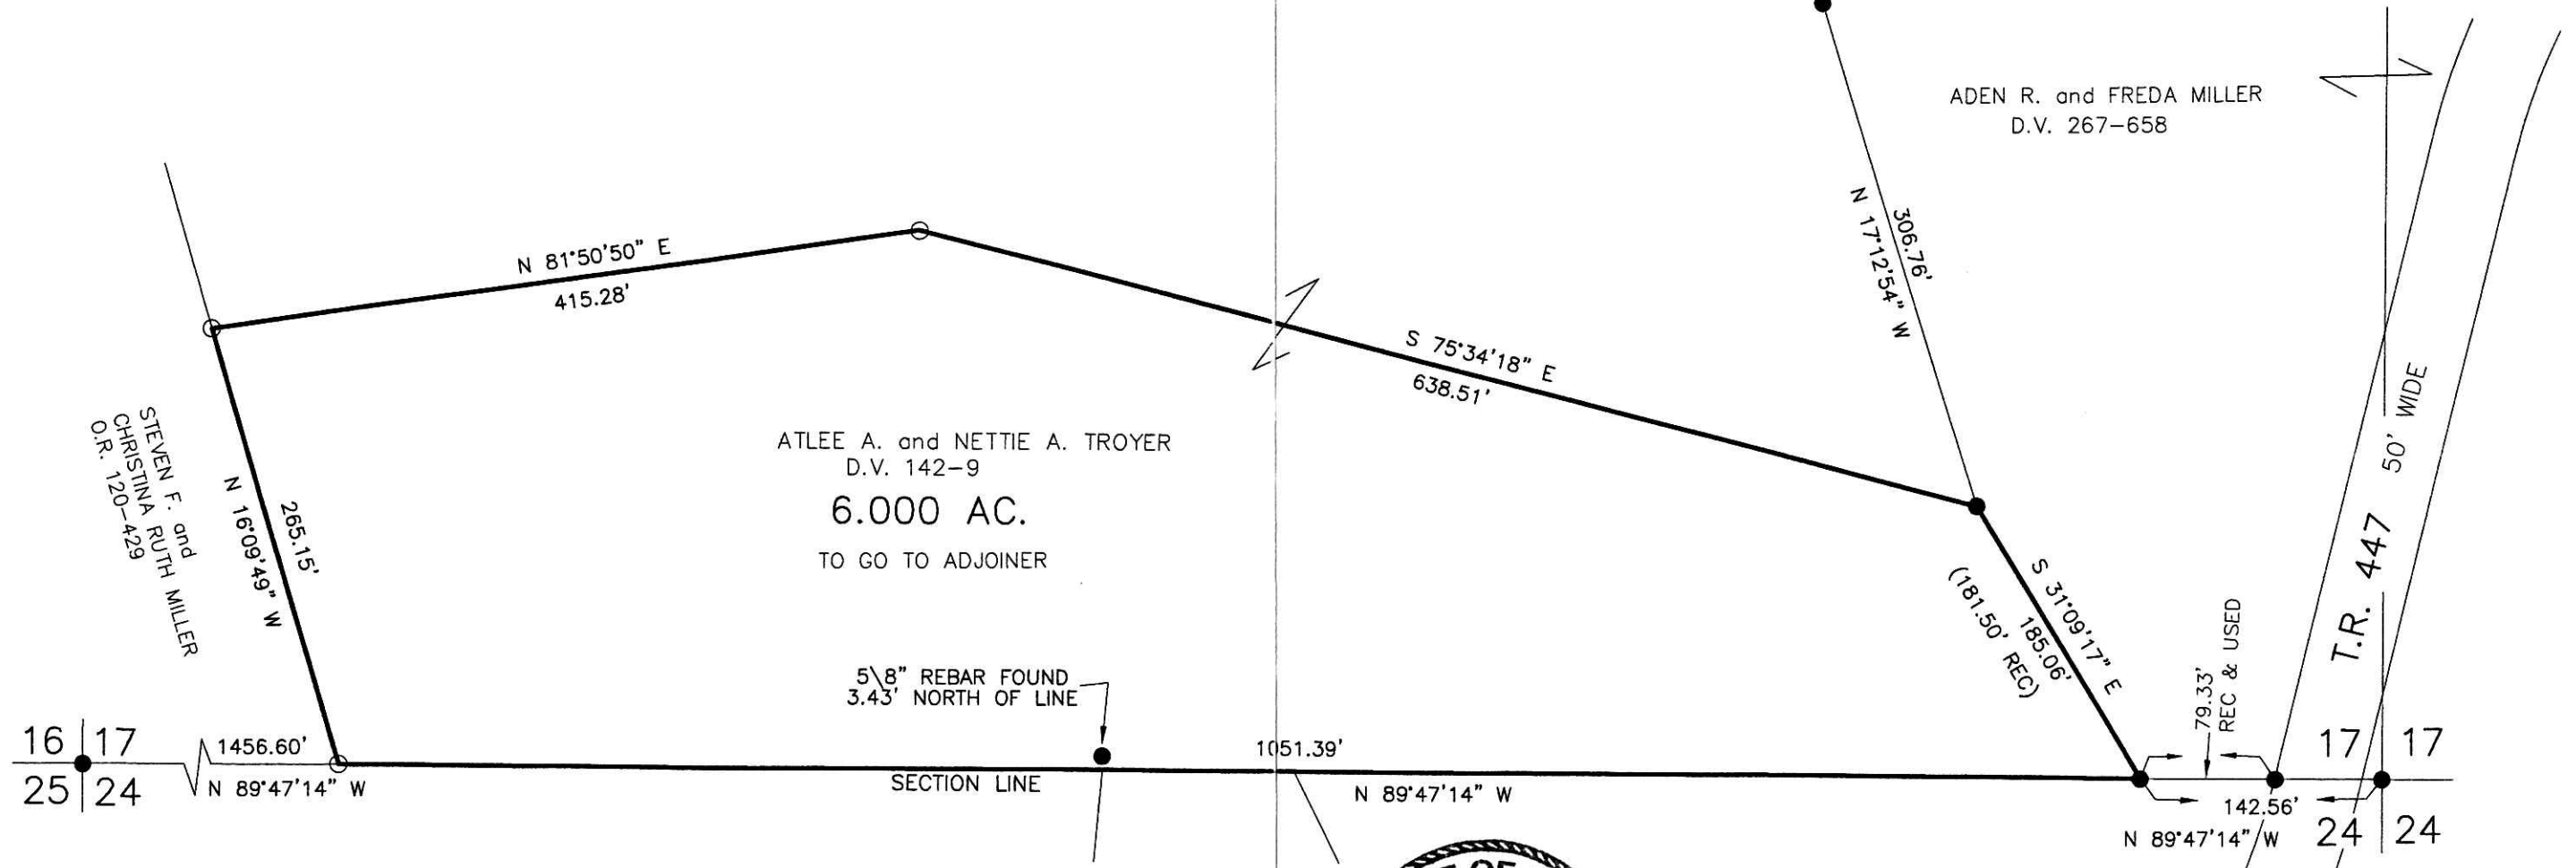 ADEN R. and FREDA MILLER
D.V. 267-658
306.76'
N 17°12'54" W
N 81°50'50" E
415.28'
S 75°34'18" E
638.51'
50' WIDE
T.R. 447
STEVEN F. and
CHRISTINA RUTH MILLER
O.R. 120-429
265.15'
N 16°09'49" W
ATLEE A. and NETTIE A. TROYER
D.V. 142-9
6.000 AC.
TO GO TO ADJOINER
S 31°09'17" E
185.06'
(181.50' REC)
79.33'
REC & USED
5\8" REBAR FOUND
3.43' NORTH OF LINE
16 17
25 24
1456.60'
N 89°47'14" W
SECTION LINE
1051.39'
N 89°47'14" W
142.56'
N 89°47'14" W
17 17
24 24
OF